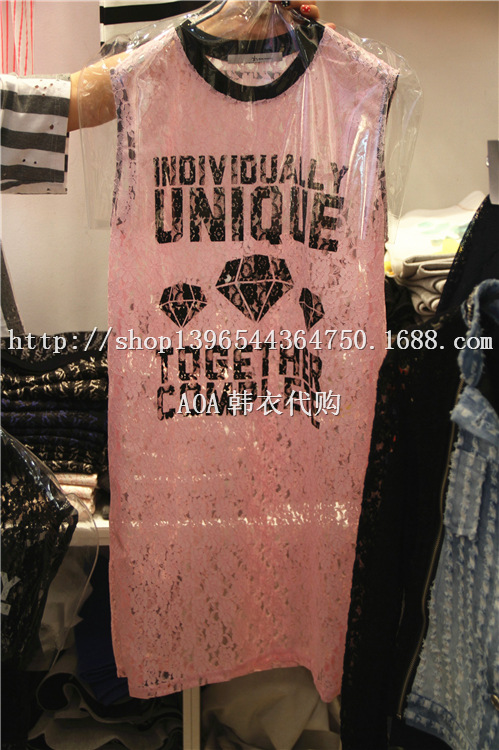 INDIVIDUALLY
UNIQUE
http://shop1396544364750.1688.com
TOGETHER
AOA韩衣代购